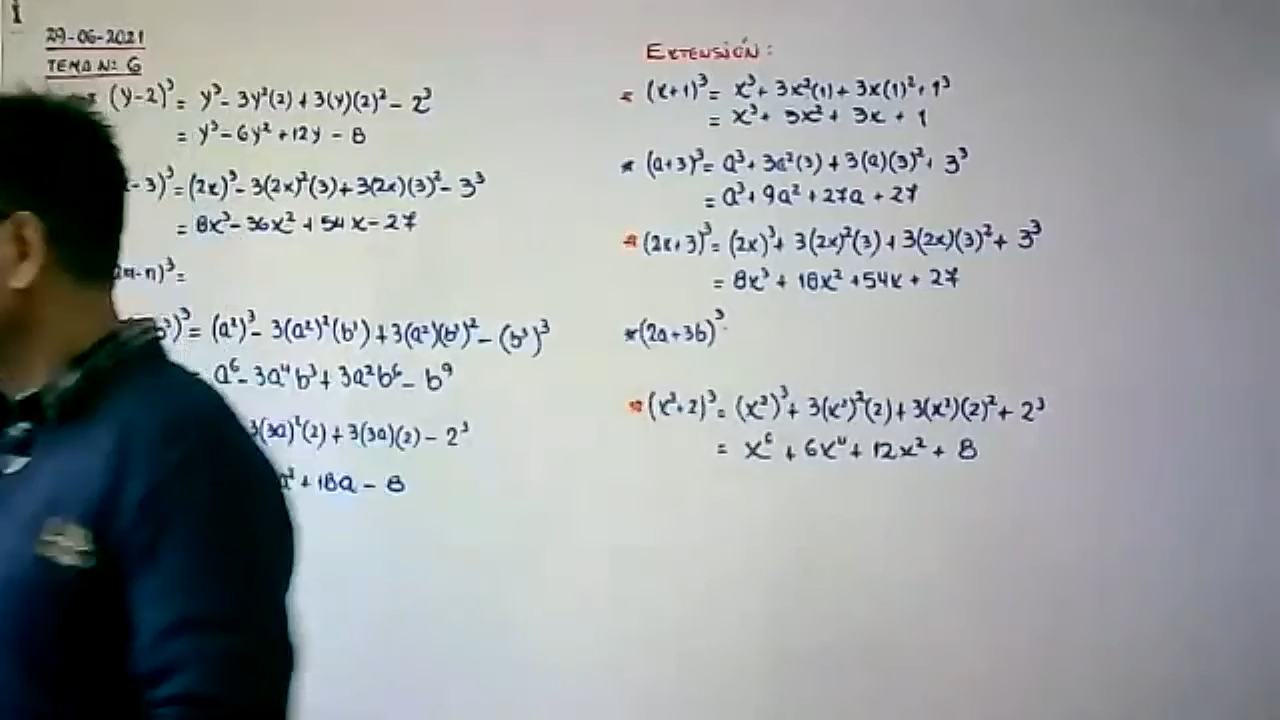 29-06-2021
TEMA Nº 6
(y-2)³ = y³ - 3y²(2) + 3(y)(2)² - 2³
= y³ - 6y² + 12y - 8
-3)³ = (2x)³ - 3(2x)²(3) + 3(2x)(3)² - 3³
= 8x³ - 36x² + 54x - 27
m-n)³ =
b³)³ = (a²)³ - 3(a²)²(b³) + 3(a²)(b³)² - (b³)³
a⁶ - 3a⁴b³ + 3a²b⁶ - b⁹
3(3a)²(2) + 3(3a)(2) - 2³
+ 18a - 8
EXTENSIÓN:
* (x+1)³ = x³ + 3x²(1) + 3x(1)² + 1³
= x³ + 3x² + 3x + 1
* (a+3)³ = a³ + 3a²(3) + 3(a)(3)² + 3³
= a³ + 9a² + 27a + 27
* (2x+3)³ = (2x)³ + 3(2x)²(3) + 3(2x)(3)² + 3³
= 8x³ + 18x² + 54x + 27
* (2a+3b)³
* (x²+2)³ = (x²)³ + 3(x²)²(2) + 3(x²)(2)² + 2³
= x⁶ + 6x⁴ + 12x² + 8